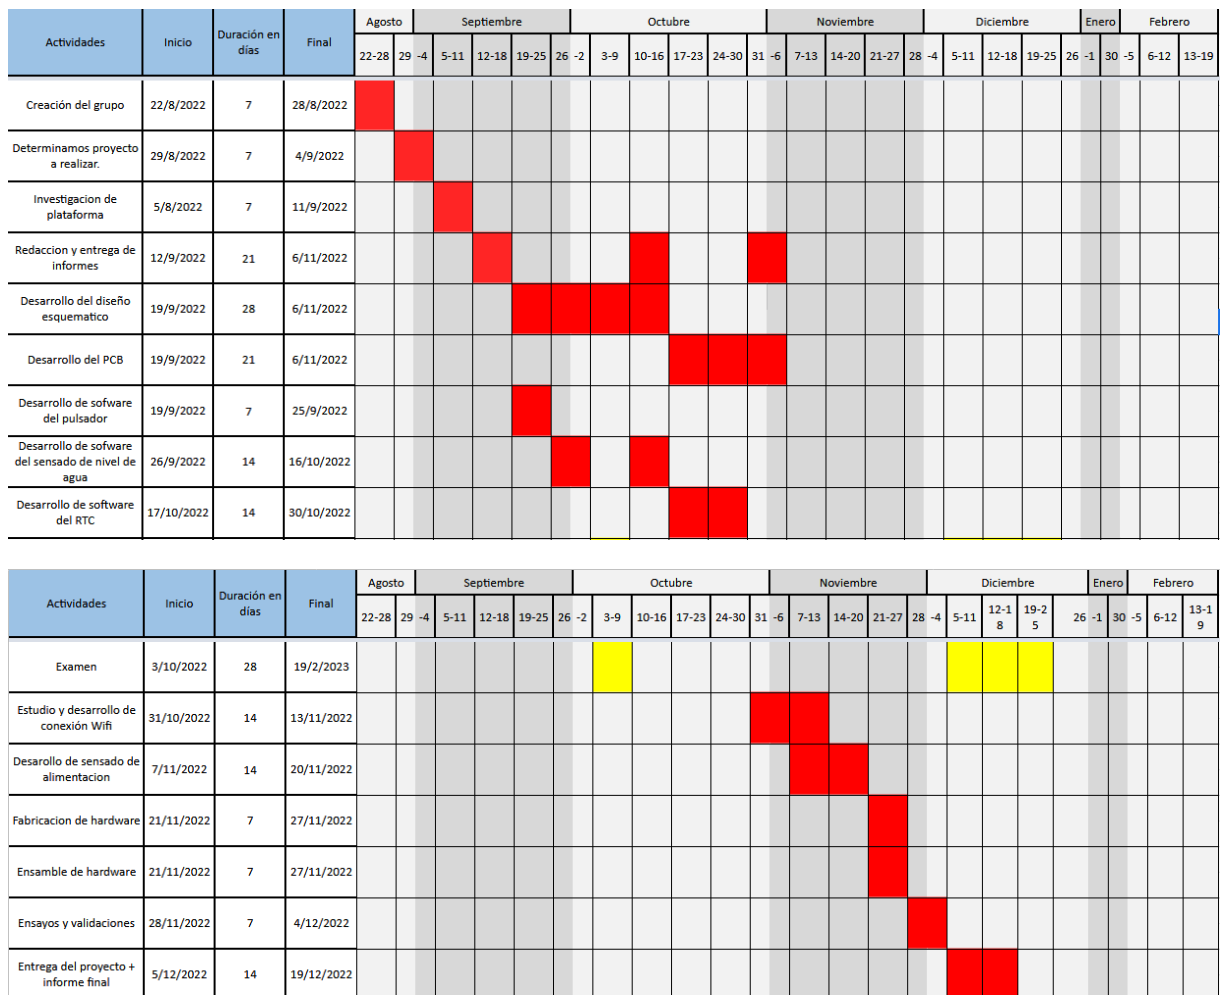 Actividades Inicio Duración en días Final Agosto Septiembre Octubre Noviembre Diciembre Enero Febrero
22-28 29 -4 5-11 12-18 19-25 26 -2 3-9 10-16 17-23 24-30 31 -6 7-13 14-20 21-27 28 -4 5-11 12-18 19-25 26 -1 30 -5 6-12 13-19
Creación del grupo 22/8/2022 7 28/8/2022
Determinamos proyecto
a realizar. 29/8/2022 7 4/9/2022
Investigacion de
plataforma 5/8/2022 7 11/9/2022
Redaccion y entrega de
informes 12/9/2022 21 6/11/2022
Desarrollo del diseño
esquematico 19/9/2022 28 6/11/2022
Desarrollo del PCB 19/9/2022 21 6/11/2022
Desarrollo de sofware
del pulsador 19/9/2022 7 25/9/2022
Desarrollo de sofware
del sensado de nivel de
agua 26/9/2022 14 16/10/2022
Desarrollo de software
del RTC 17/10/2022 14 30/10/2022
Actividades Inicio Duración en días Final Agosto Septiembre Octubre Noviembre Diciembre Enero Febrero
22-28 29 -4 5-11 12-18 19-25 26 -2 3-9 10-16 17-23 24-30 31 -6 7-13 14-20 21-27 28 -4 5-11 12-18 19-25 26 -1 30 -5 6-12 13-19
Examen 3/10/2022 28 19/2/2023
Estudio y desarrollo de
conexión Wifi 31/10/2022 14 13/11/2022
Desarollo de sensado de
alimentacion 7/11/2022 14 20/11/2022
Fabricacion de hardware 21/11/2022 7 27/11/2022
Ensamble de hardware 21/11/2022 7 27/11/2022
Ensayos y validaciones 28/11/2022 7 4/12/2022
Entrega del proyecto +
informe final 5/12/2022 14 19/12/2022